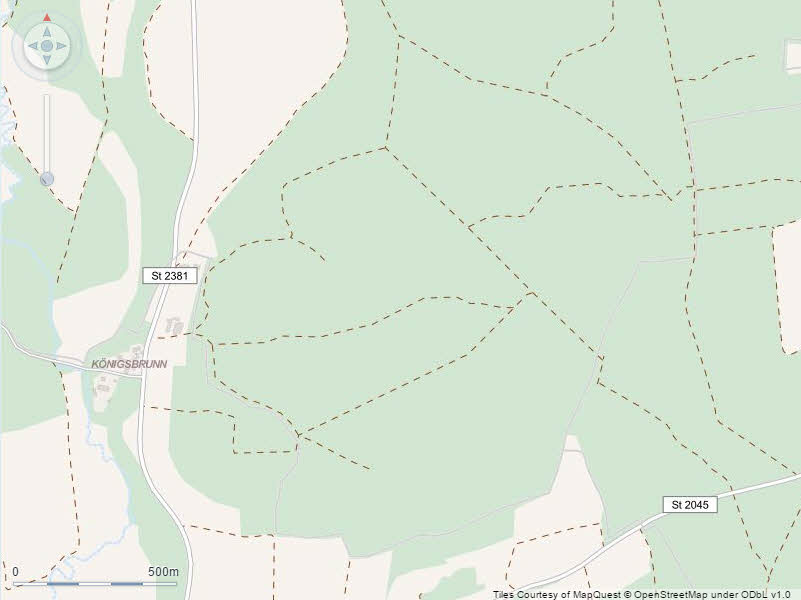 St 2381
KÖNIGSBRUNN
St 2045
0 500m
Tiles Courtesy of MapQuest © OpenStreetMap under ODbL v1.0